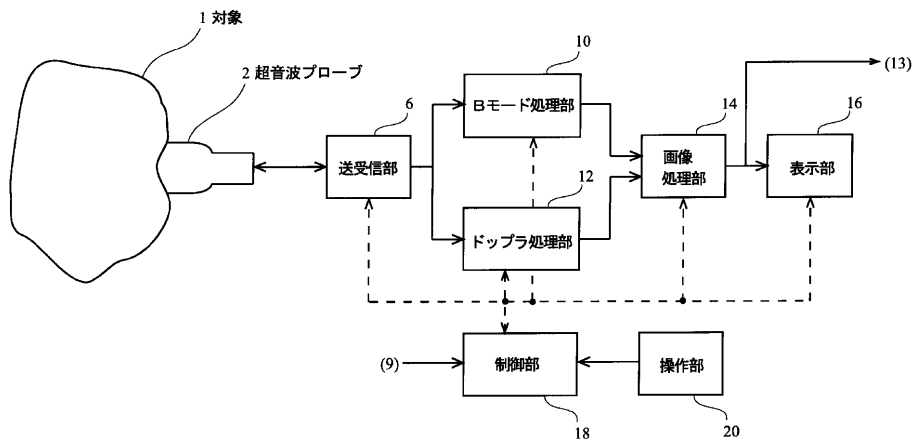 1 対象
2 超音波プローブ
6
送受信部
10
Bモード処理部
12
ドップラ処理部
14
画像
処理部
(13)
16
表示部
(9)
制御部
18
操作部
20